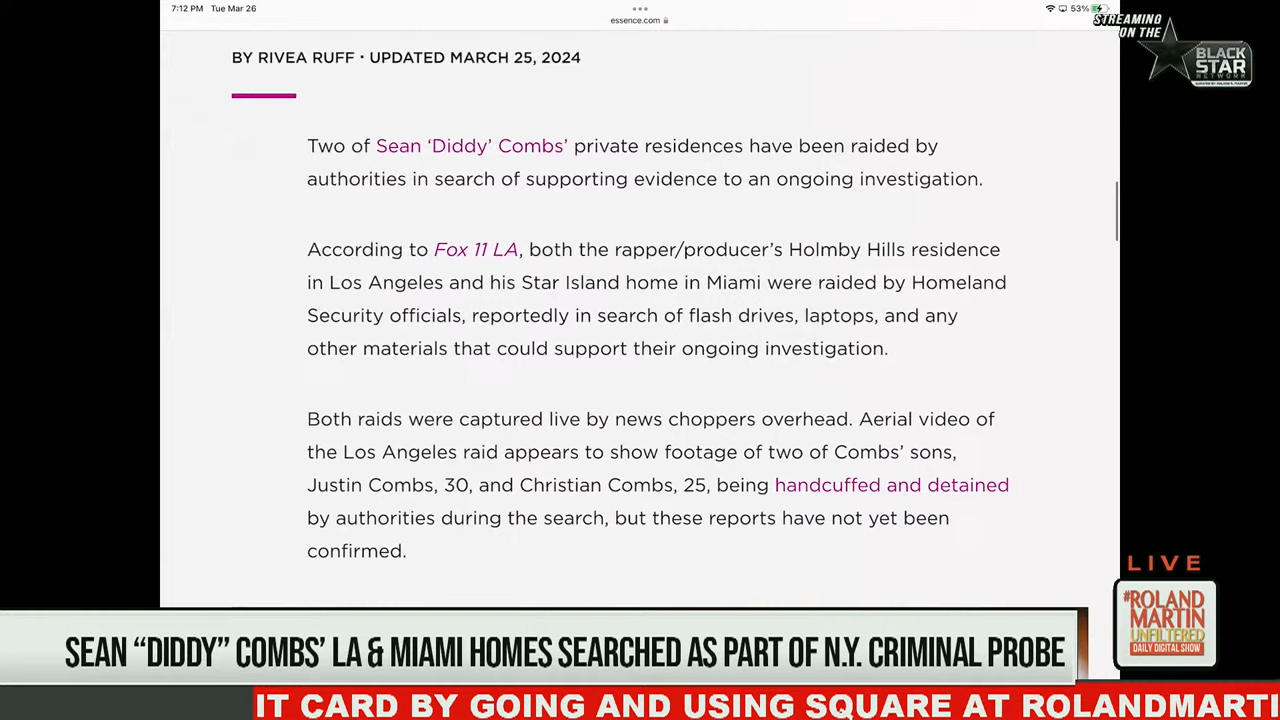 7:12 PM Tue Mar 26
essence.com
53%
STREAMING
ON THE
BLACK
STAR
NETWORK
BY RIVEA RUFF · UPDATED MARCH 25, 2024
Two of Sean ‘Diddy’ Combs’ private residences have been raided by
authorities in search of supporting evidence to an ongoing investigation.
According to Fox 11 LA, both the rapper/producer’s Holmby Hills residence
in Los Angeles and his Star Island home in Miami were raided by Homeland
Security officials, reportedly in search of flash drives, laptops, and any
other materials that could support their ongoing investigation.
Both raids were captured live by news choppers overhead. Aerial video of
the Los Angeles raid appears to show footage of two of Combs’ sons,
Justin Combs, 30, and Christian Combs, 25, being handcuffed and detained
by authorities during the search, but these reports have not yet been
confirmed.
LIVE
#ROLAND
MARTIN
UNFILTERED
DAILY DIGITAL SHOW
SEAN “DIDDY” COMBS’ LA & MIAMI HOMES SEARCHED AS PART OF N.Y. CRIMINAL PROBE
IT CARD BY GOING AND USING SQUARE AT ROLANDMARTI